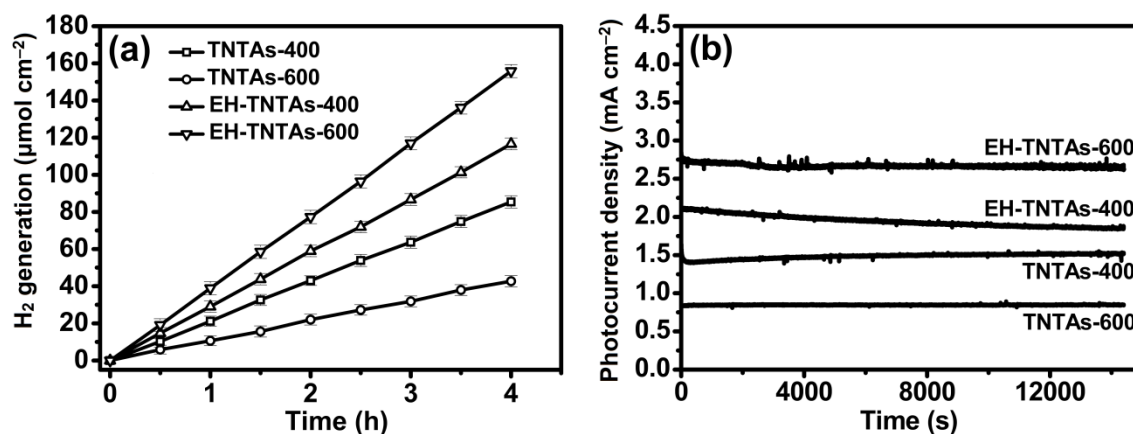 (a)
TNTAs-400
TNTAs-600
EH-TNTAs-400
EH-TNTAs-600
H₂ generation (μmol cm⁻²)
180
160
140
120
100
80
60
40
20
0
0 1 2 3 4
Time (h)
(b)
Photocurrent density (mA cm⁻²)
4.5
4.0
3.5
3.0
2.5
2.0
1.5
1.0
0.5
0.0
EH-TNTAs-600
EH-TNTAs-400
TNTAs-400
TNTAs-600
0 4000 8000 12000
Time (s)